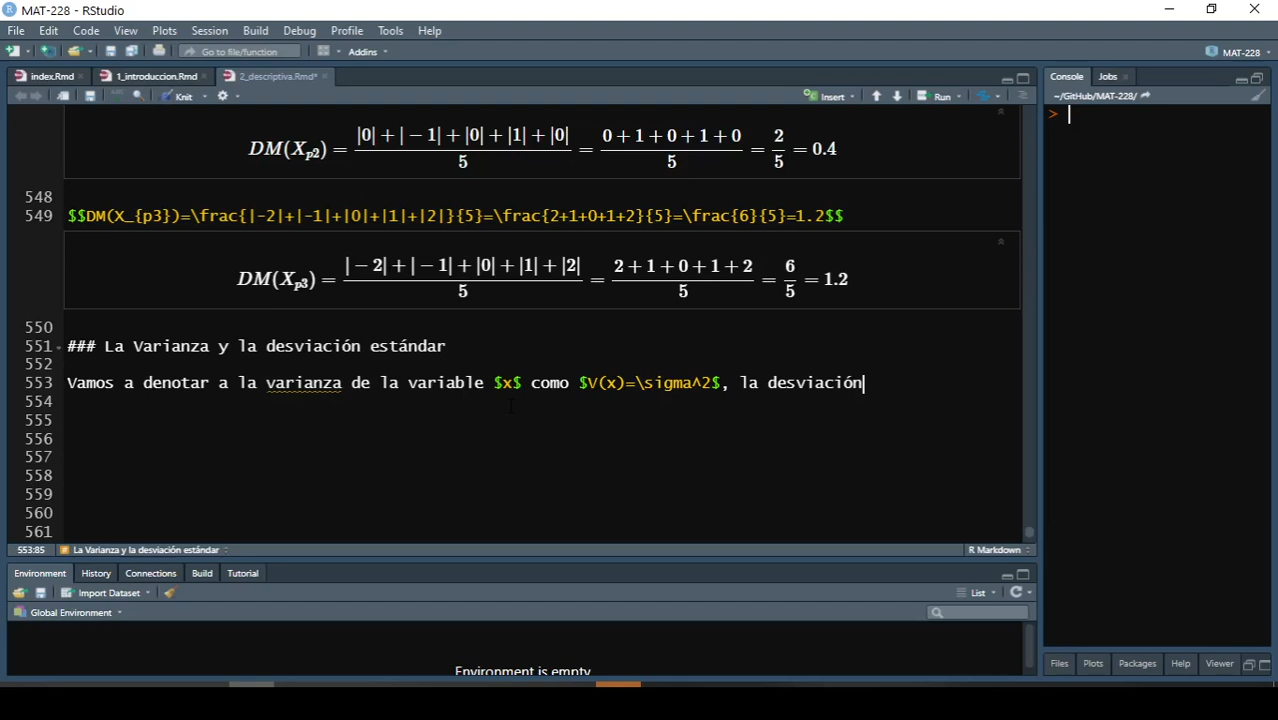 MAT-228 - RStudio
File Edit Code View Plots Session Build Debug Profile Tools Help
Go to file/function Addins MAT-228
index.Rmd 1_introduccion.Rmd 2_descriptiva.Rmd* Console Jobs
Knit Insert Run ~/GitHub/MAT-228/
>
DM(X_{p2}) = \frac{|0|+|-1|+|0|+|1|+|0|}{5} = \frac{0+1+0+1+0}{5} = \frac{2}{5} = 0.4
548
549 $$DM(X_{p3})=\frac{|-2|+|-1|+|0|+|1|+|2|}{5}=\frac{2+1+0+1+2}{5}=\frac{6}{5}=1.2$$
DM(X_{p3}) = \frac{|-2|+|-1|+|0|+|1|+|2|}{5} = \frac{2+1+0+1+2}{5} = \frac{6}{5} = 1.2
550
551 ### La Varianza y la desviación estándar
552
553 Vamos a denotar a la varianza de la variable $x$ como $V(x)=\sigma^2$, la desviación
554
555
556
557
558
559
560
561
553:85 La Varianza y la desviación estándar R Markdown
Environment History Connections Build Tutorial
Import Dataset List
Global Environment
Environment is empty
Files Plots Packages Help Viewer